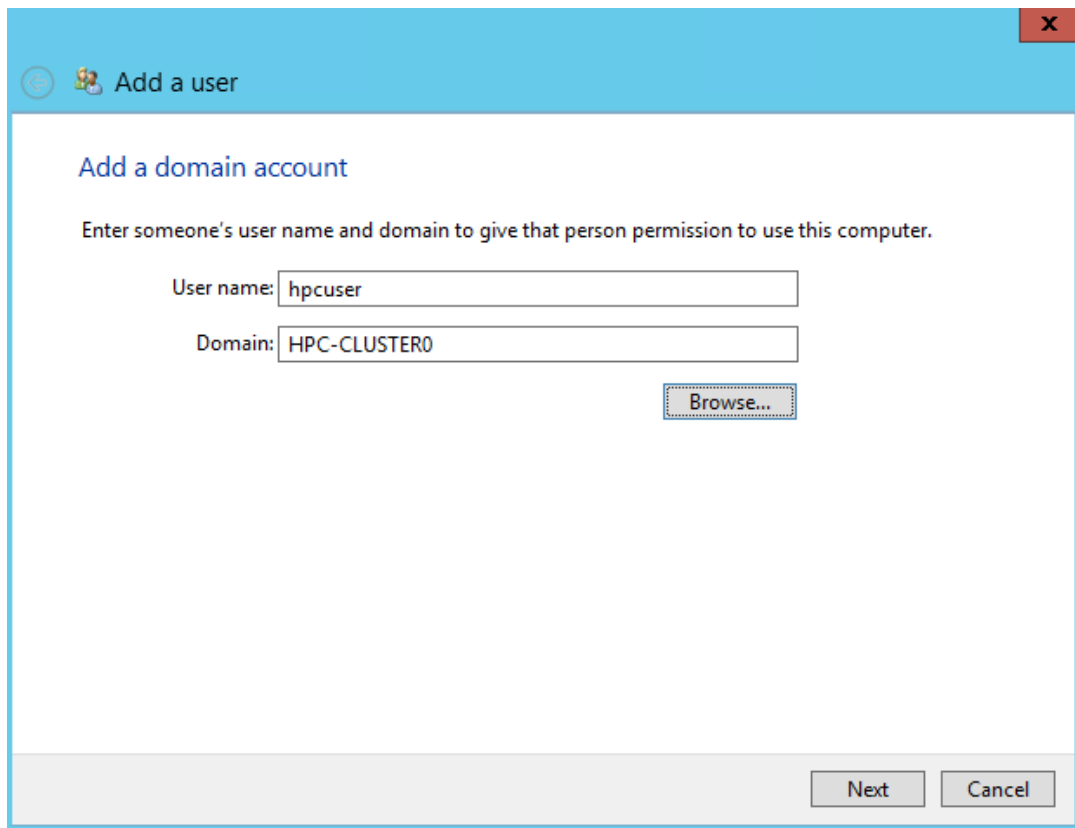 X
Add a user
Add a domain account
Enter someone's user name and domain to give that person permission to use this computer.
User name: hpcuser
Domain: HPC-CLUSTER0
Browse...
Next Cancel